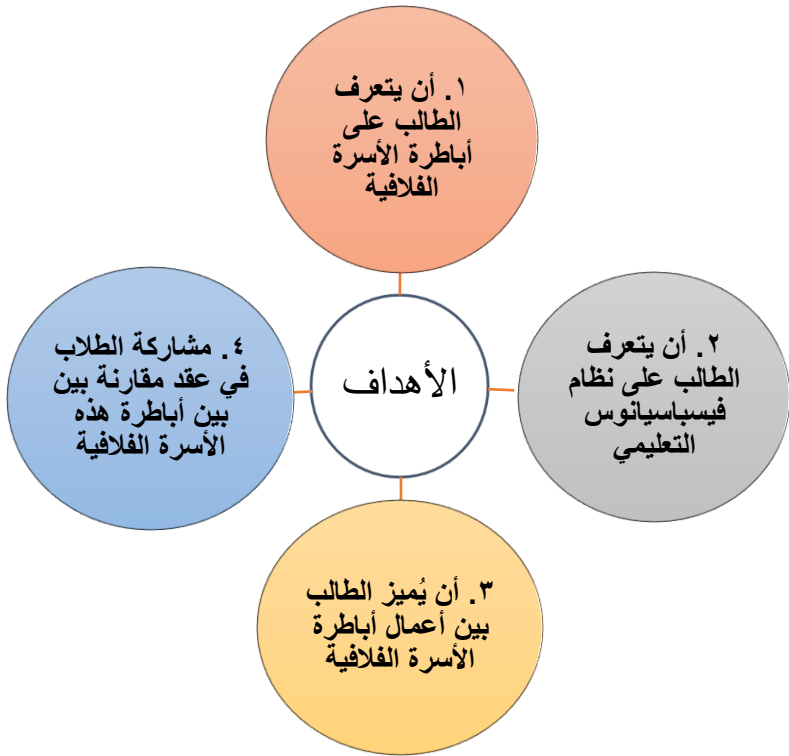 ١. أن يتعرف
الطالب على
أباطرة الأسرة
الفلافية
الأهداف
٢. أن يتعرف
الطالب على نظام
فيسباسيانوس
التعليمي
٣. أن يُميز الطالب
بين أعمال أباطرة
الأسرة الفلافية
٤. مشاركة الطلاب
في عقد مقارنة بين
بين أباطرة هذه
الأسرة الفلافية